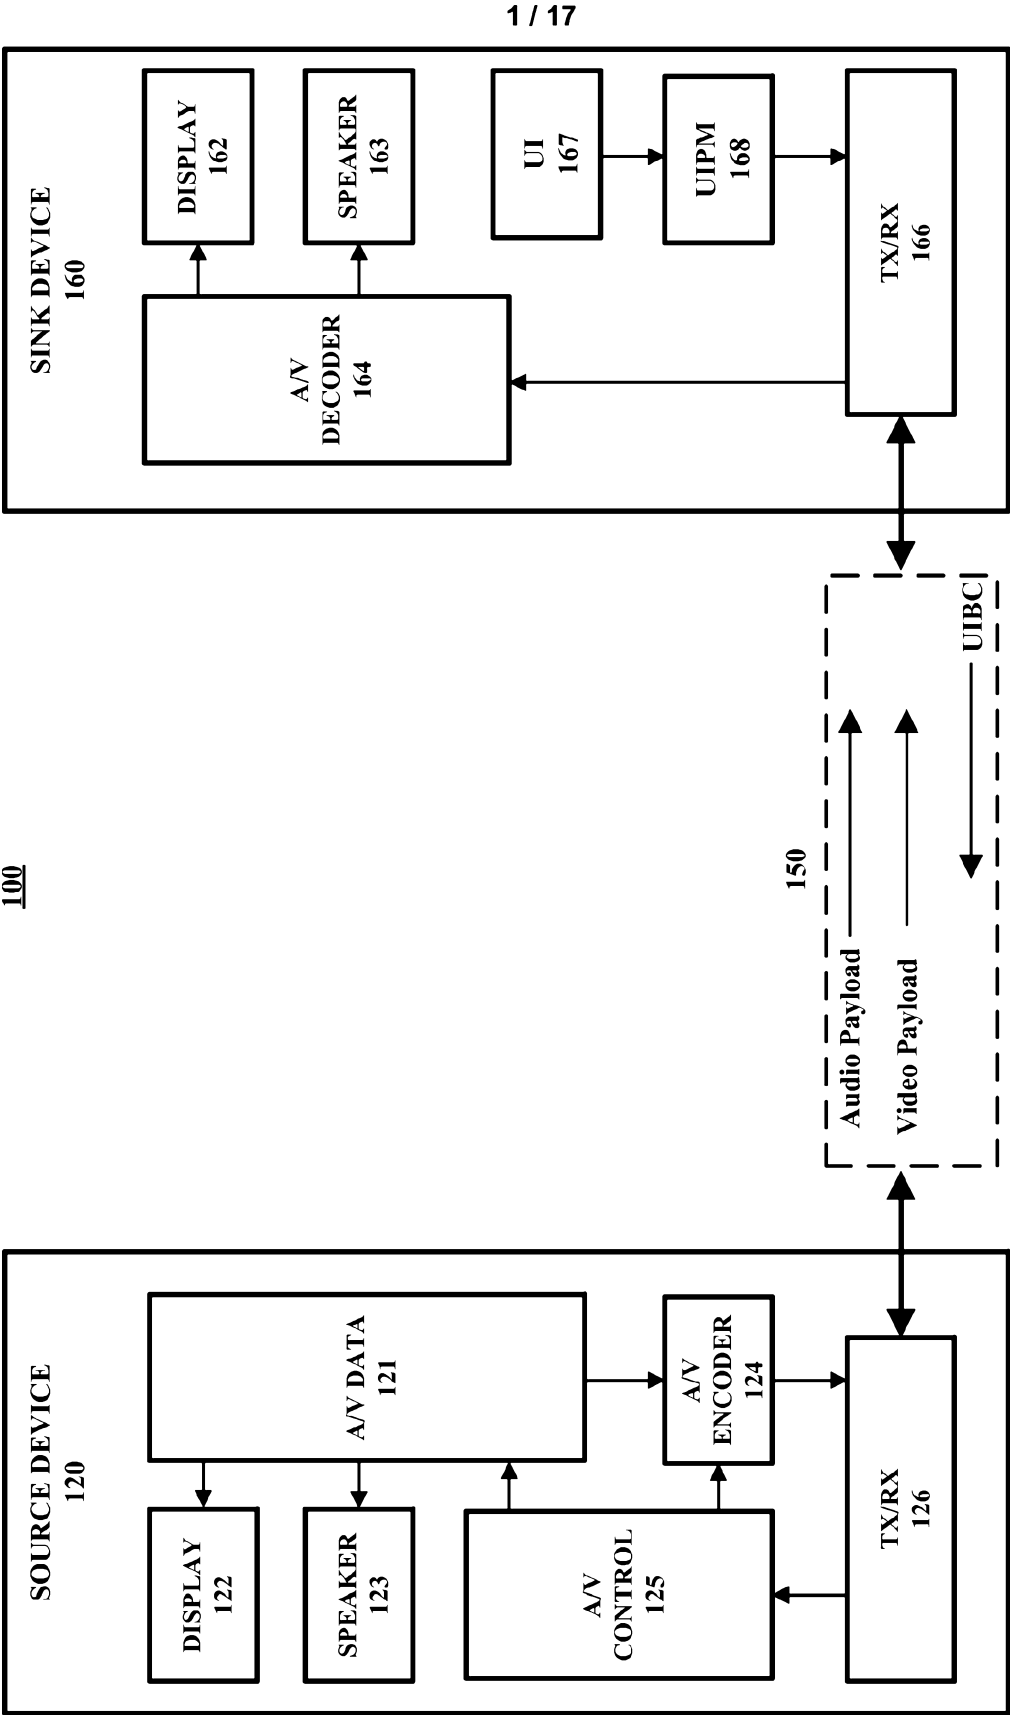 1 / 17
100
SOURCE DEVICE
120
DISPLAY
122
SPEAKER
123
A/V DATA
121
A/V
CONTROL
125
A/V
ENCODER
124
TX/RX
126
150
Audio Payload
Video Payload
UIBC
SINK DEVICE
160
DISPLAY
162
SPEAKER
163
A/V
DECODER
164
UI
167
UIPM
168
TX/RX
166